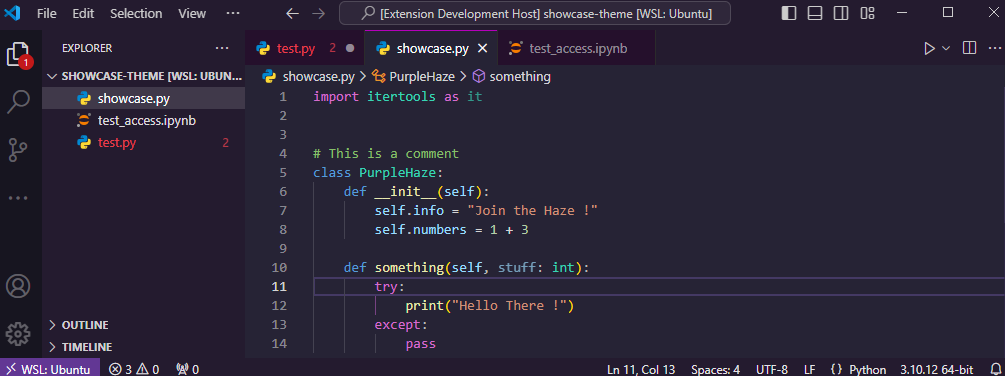 File Edit Selection View ··· [Extension Development Host] showcase-theme [WSL: Ubuntu]
EXPLORER ···
test.py 2
showcase.py
test_access.ipynb
1
SHOWCASE-THEME [WSL: UBUN...
showcase.py
test_access.ipynb
test.py 2
showcase.py > PurpleHaze > something
1 import itertools as it
2
3
4 # This is a comment
5 class PurpleHaze:
6     def __init__(self):
7         self.info = "Join the Haze !"
8         self.numbers = 1 + 3
9
10     def something(self, stuff: int):
11         try:
12             print("Hello There !")
13         except:
14             pass
OUTLINE
TIMELINE
WSL: Ubuntu 3 0 0 Ln 11, Col 13 Spaces: 4 UTF-8 LF {} Python 3.10.12 64-bit